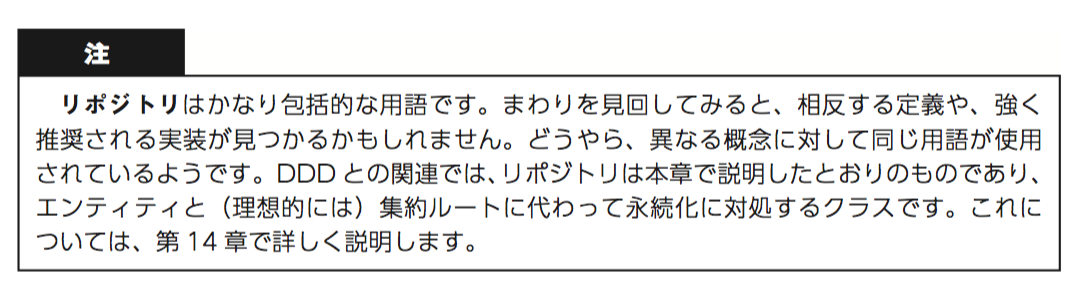 注
リポジトリはかなり包括的な用語です。まわりを見回してみると、相反する定義や、強く
推奨される実装が見つかるかもしれません。どうやら、異なる概念に対して同じ用語が使用
されているようです。DDD との関連では、リポジトリは本章で説明したとおりのものであり、
エンティティと（理想的には）集約ルートに代わって永続化に対処するクラスです。これに
ついては、第 14 章で詳しく説明します。